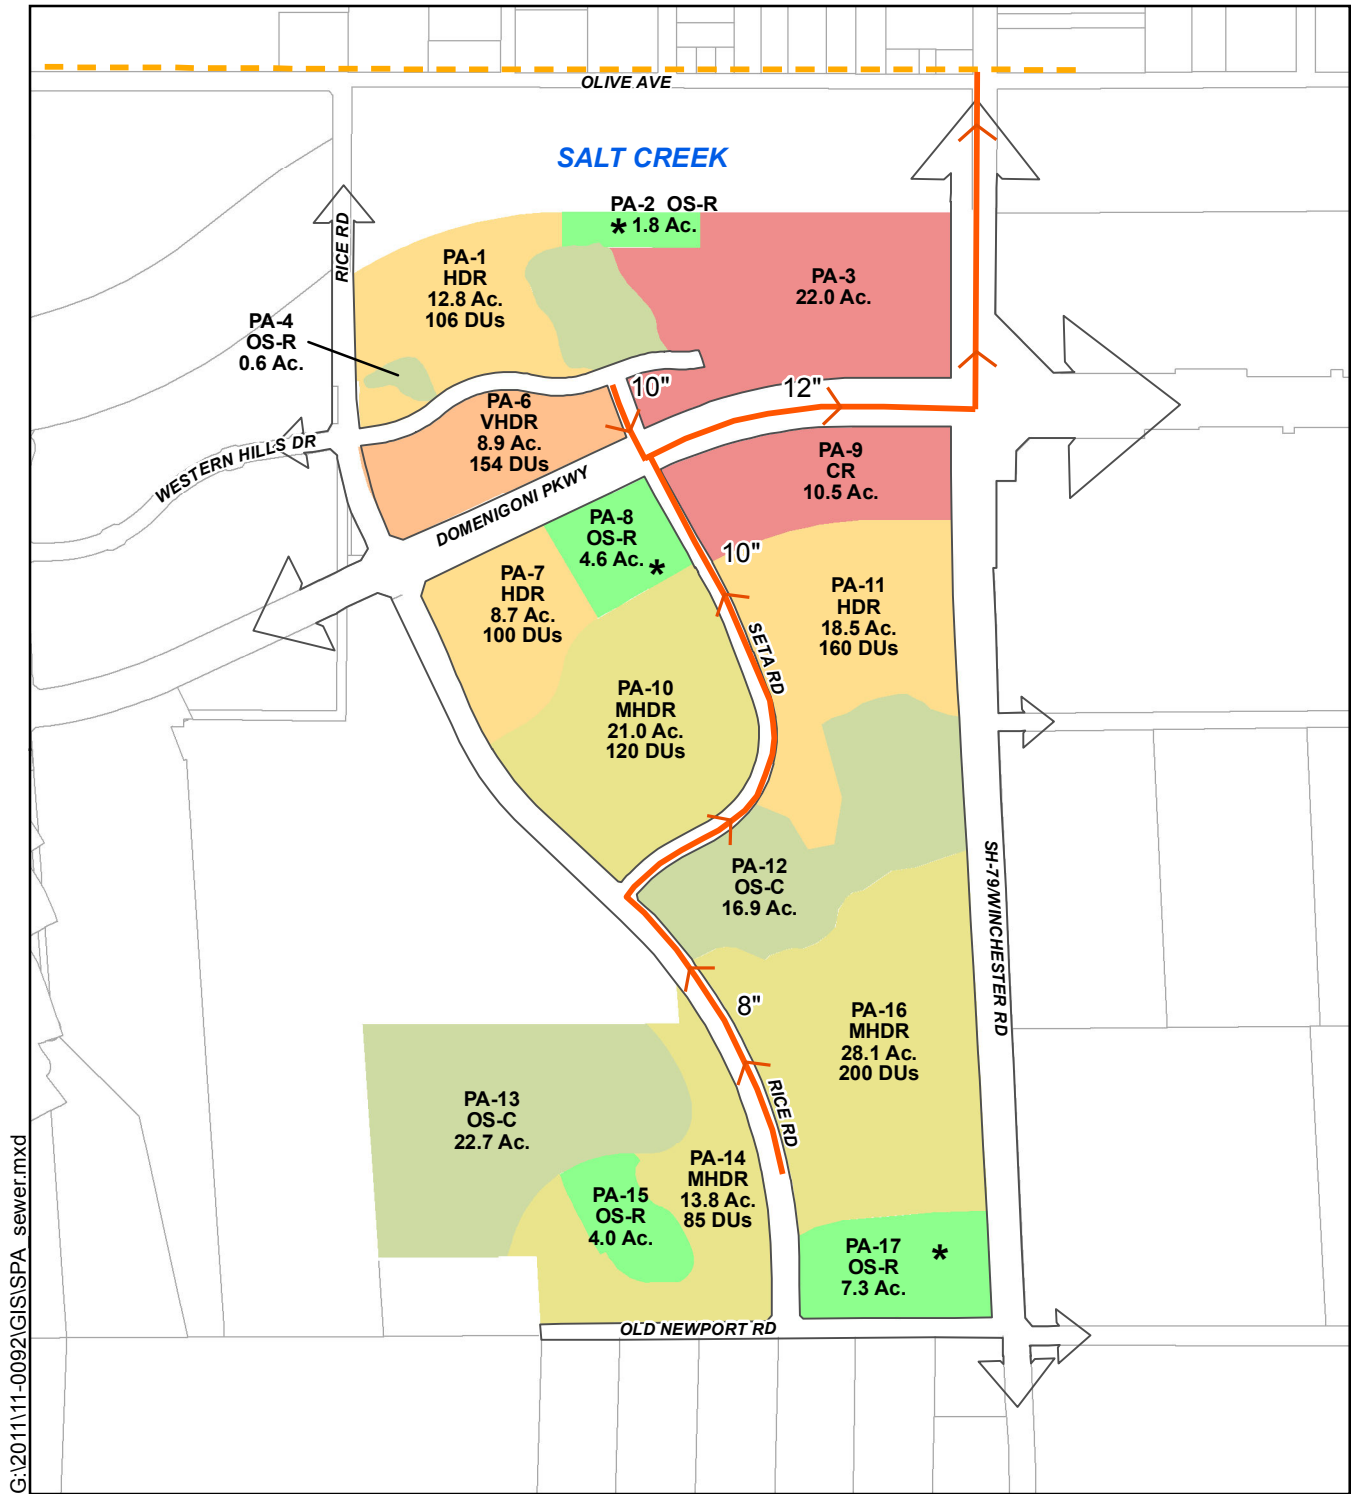 OLIVE AVE
SALT CREEK
PA-2 OS-R
* 1.8 Ac.
RICE RD
PA-1
HDR
12.8 Ac.
106 DUs
PA-3
22.0 Ac.
PA-4
OS-R
0.6 Ac.
10"
12"
PA-6
VHDR
8.9 Ac.
154 DUs
WESTERN HILLS DR
DOMENIGONI PKWY
PA-9
CR
10.5 Ac.
PA-8
OS-R
4.6 Ac. *
10"
PA-7
HDR
8.7 Ac.
100 DUs
PA-11
HDR
18.5 Ac.
160 DUs
SETA RD
PA-10
MHDR
21.0 Ac.
120 DUs
PA-12
OS-C
16.9 Ac.
SH-79/WINCHESTER RD
8"
PA-16
MHDR
28.1 Ac.
200 DUs
RICE RD
PA-13
OS-C
22.7 Ac.
PA-14
MHDR
13.8 Ac.
85 DUs
PA-15
OS-R
4.0 Ac.
PA-17 *
OS-R
7.3 Ac.
OLD NEWPORT RD
G:\2011\11-0092\GIS\SPA_sewer.mxd